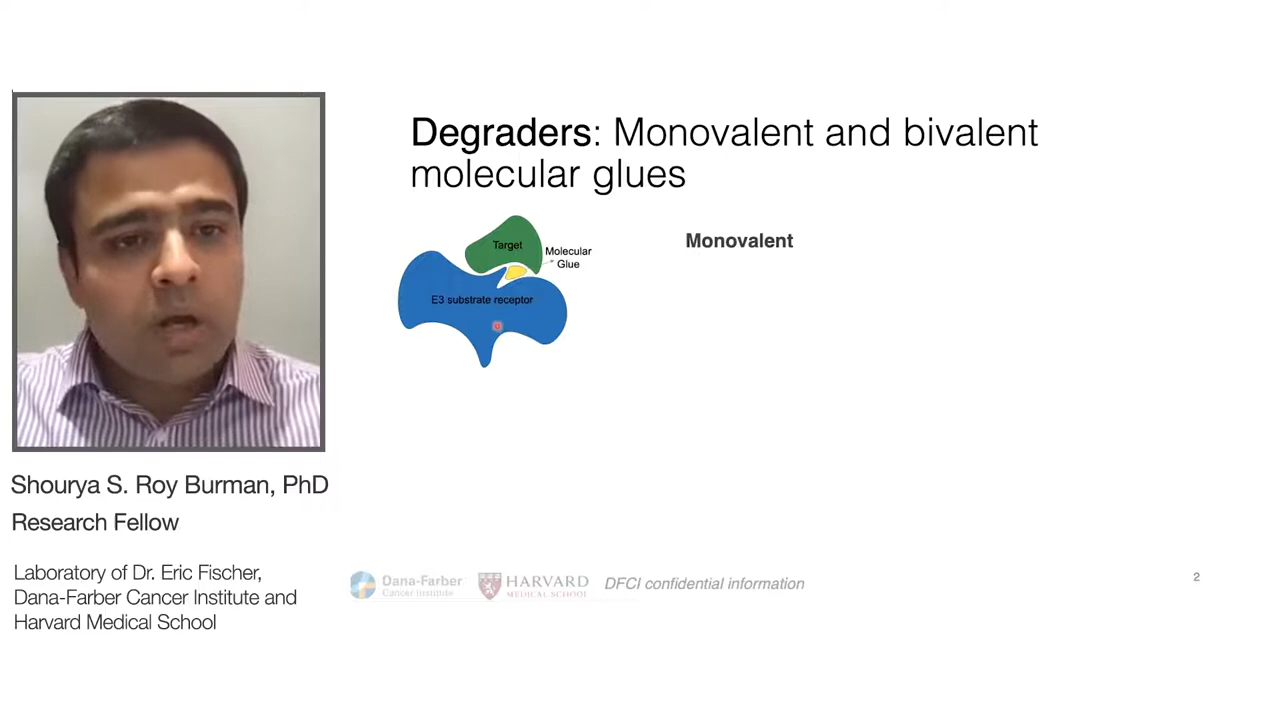 Degraders: Monovalent and bivalent
molecular glues
Target
Molecular
Glue
E3 substrate receptor
Monovalent
Shourya S. Roy Burman, PhD
Research Fellow
Laboratory of Dr. Eric Fischer,
Dana-Farber Cancer Institute and
Harvard Medical School
Dana-Farber
Cancer Institute
HARVARD
MEDICAL SCHOOL
DFCI confidential information
2